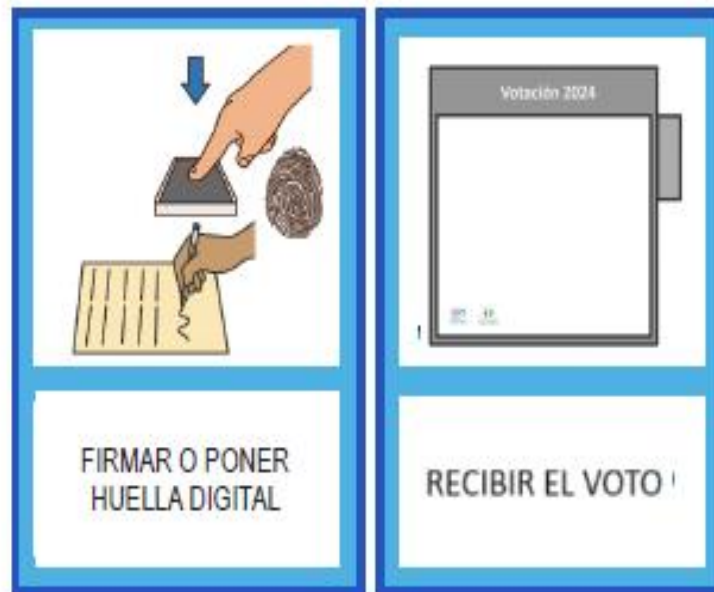 Votación 2024
FIRMAR O PONER
HUELLA DIGITAL
RECIBIR EL VOTO